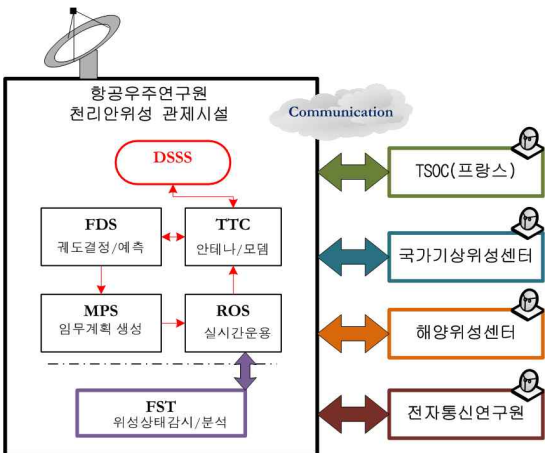 항공우주연구원
천리안위성 관제시설
Communication
DSSS
TSOC(프랑스)
FDS
궤도결정/예측
TTC
안테나/모뎀
국가기상위성센터
MPS
임무계획 생성
ROS
실시간운용
해양위성센터
FST
위성상태감시/분석
전자통신연구원